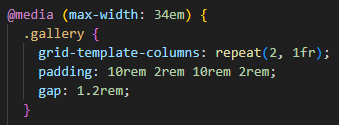 @media (max-width: 34em) {
  .gallery {
    grid-template-columns: repeat(2, 1fr);
    padding: 10rem 2rem 10rem 2rem;
    gap: 1.2rem;
  }